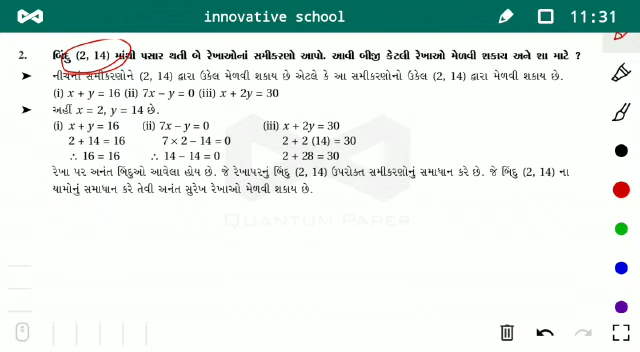 innovative school
11:31
2. બિંદુ (2, 14) માંથી પસાર થતી બે રેખાઓનાં સમીકરણો આપો. આવી બીજી કેટલી રેખાઓ મેળવી શકાય અને શા માટે ?
➤ નીચેનાં સમીકરણોને (2, 14) દ્વારા ઉકેલ મેળવી શકાય છે એટલે કે આ સમીકરણોનો ઉકેલ (2, 14) દ્વારા મેળવી શકાય છે.
(i) x + y = 16 (ii) 7x − y = 0 (iii) x + 2y = 30
➤ અહીં x = 2, y = 14 છે.
(i) x + y = 16 (ii) 7x − y = 0 (iii) x + 2y = 30
2 + 14 = 16 7 × 2 − 14 = 0 2 + 2 (14) = 30
∴ 16 = 16 ∴ 14 − 14 = 0 2 + 28 = 30
રેખા પર અનંત બિંદુઓ આવેલા હોય છે. જે રેખાપરનું બિંદુ (2, 14) ઉપરોક્ત સમીકરણોનું સમાધાન કરે છે. જે બિંદુ (2, 14) ના
યામોનું સમાધાન કરે તેવી અનંત સુરેખ રેખાઓ મેળવી શકાય છે.
QUANTUM PAPER